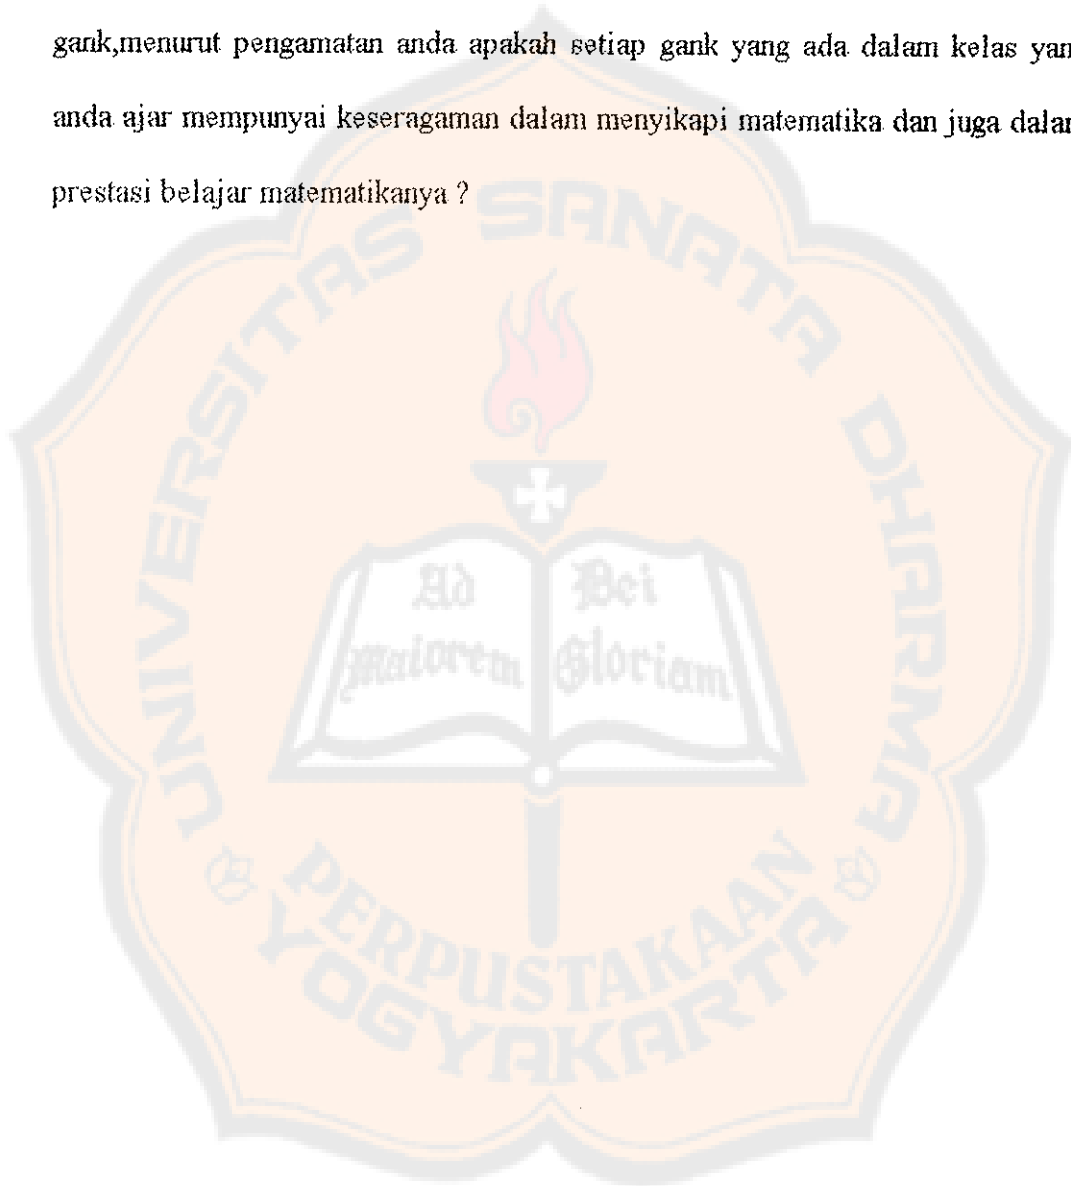 gank,menurut pengamatan anda apakah setiap gank yang ada dalam kelas yan
anda ajar mempunyai keseragaman dalam menyikapi matematika dan juga dalan
prestasi belajar matematikanya ?
UNIVERSITAS SANATA DHARMA
Ad Dei
Maiorem Gloriam
PERPUSTAKAAN
YOGYAKARTA